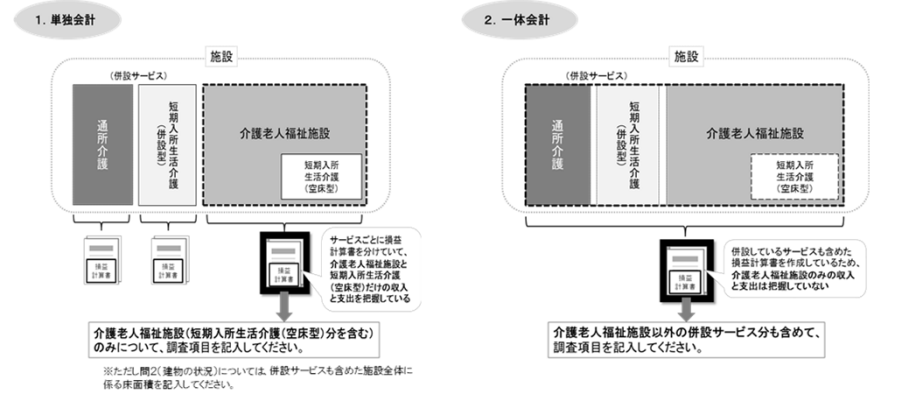 1. 単独会計
施設
(併設サービス)
通所介護
短期入所生活介護
(併設型)
介護老人福祉施設
短期入所
生活介護
(空床型)
損益
計算書
損益
計算書
損益
計算書
サービスごとに損益
計算書を分けていて、
介護老人福祉施設と
短期入所生活介護
(空床型)だけの収入
と支出を把握している
介護老人福祉施設(短期入所生活介護(空床型)分を含む)
のみについて、調査項目を記入してください。
※ただし問2(建物の状況)については、併設サービスも含めた施設全体に
係る床面積を記入してください。
2. 一体会計
施設
(併設サービス)
通所介護
短期入所生活介護
(併設型)
介護老人福祉施設
短期入所
生活介護
(空床型)
損益
計算書
併設しているサービスも含めた
損益計算書を作成しているため、
介護老人福祉施設のみの収入
と支出は把握していない
介護老人福祉施設以外の併設サービス分も含めて、
調査項目を記入してください。